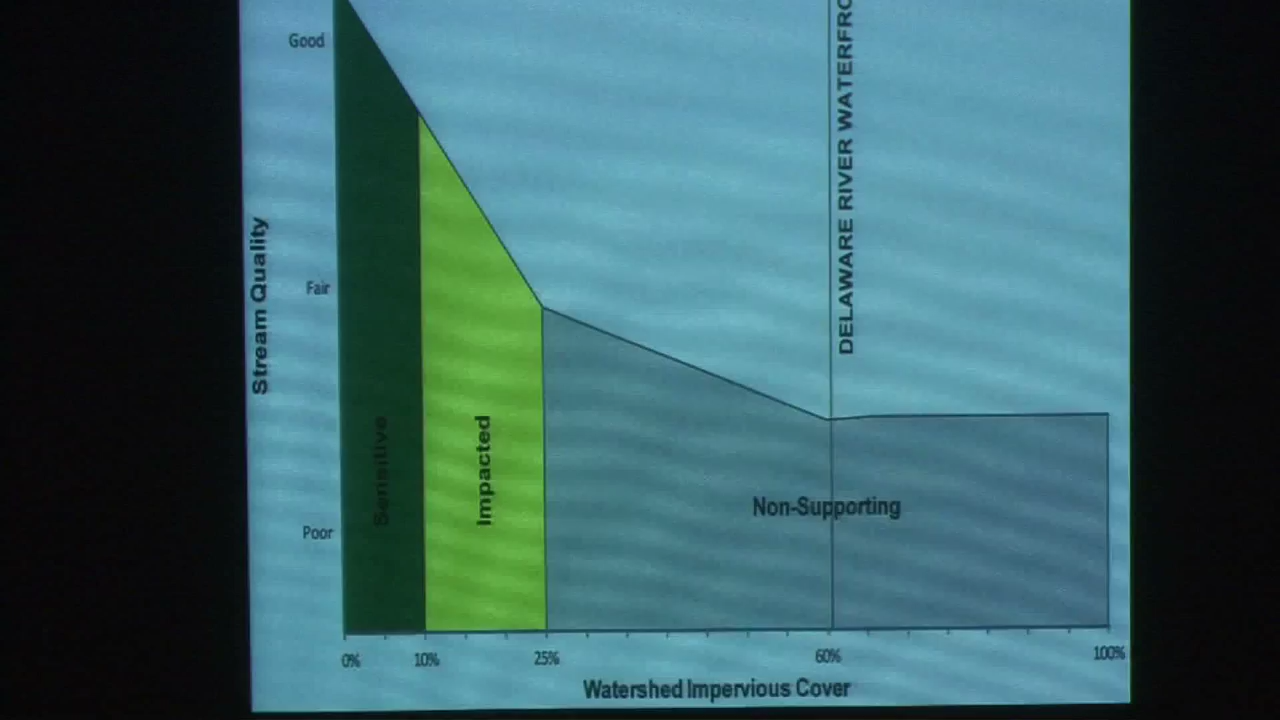 Good
Fair
Poor
Stream Quality
Sensitive
Impacted
Non-Supporting
DELAWARE RIVER WATERFRO
0%
10%
25%
60%
100%
Watershed Impervious Cover